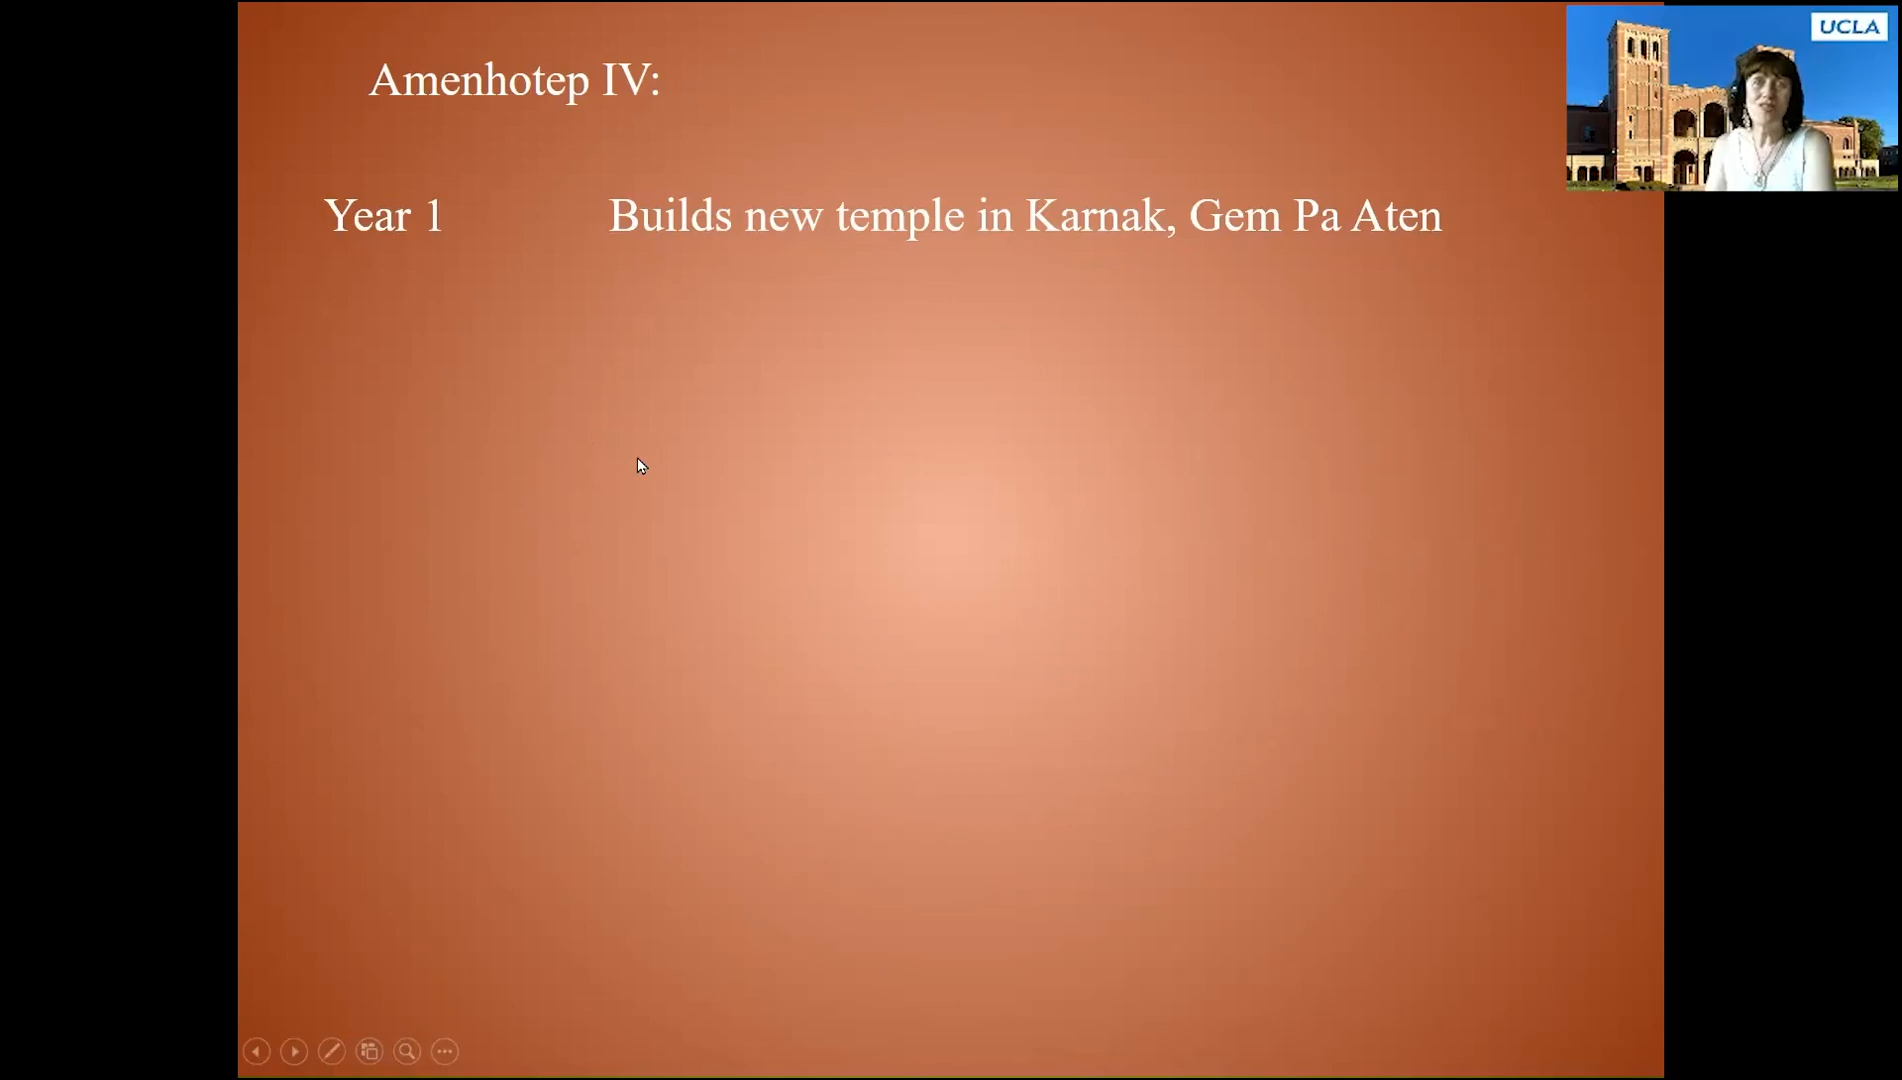 UCLA
Amenhotep IV:
Year 1 Builds new temple in Karnak, Gem Pa Aten